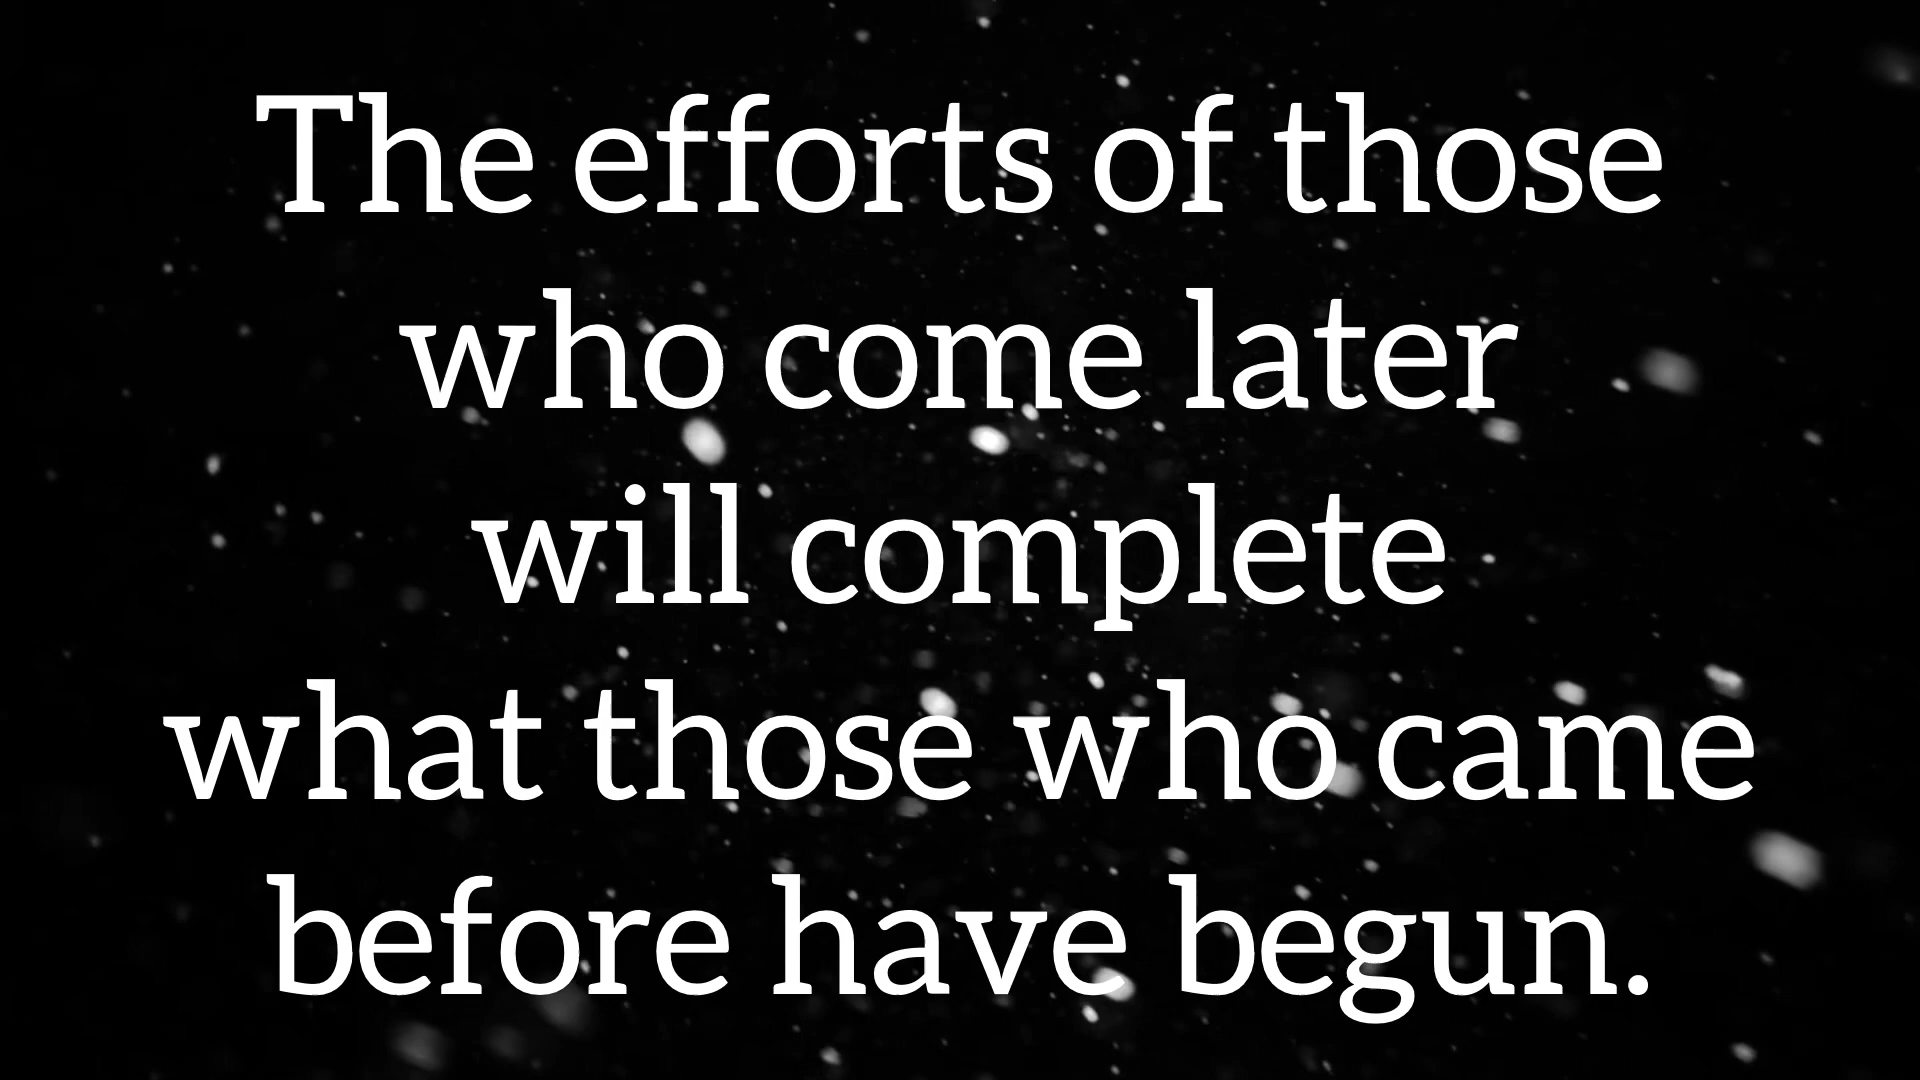 The efforts of those
who come later
will complete
what those who came
before have begun.